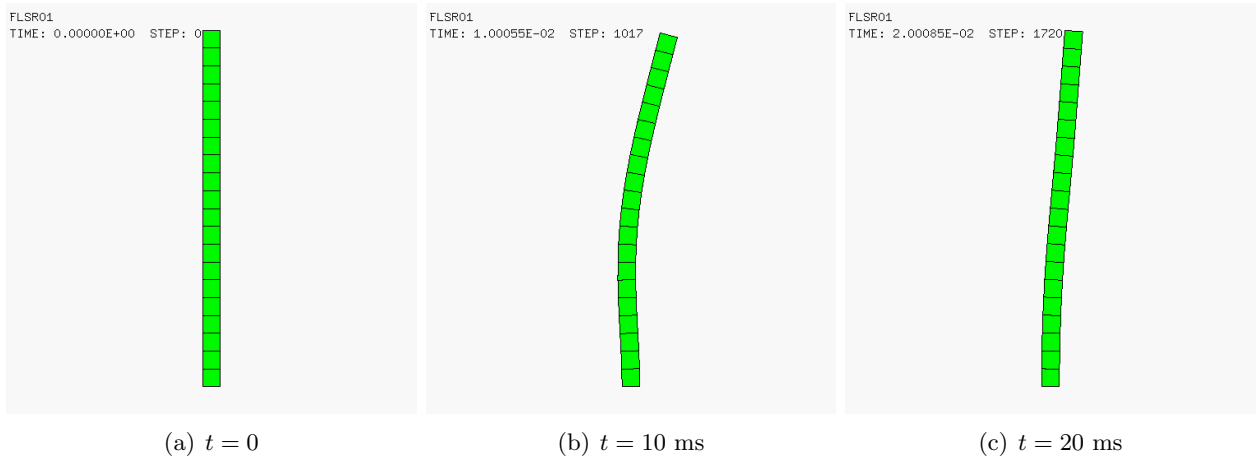 FLSR01
TIME: 0.00000E+00 STEP: 0
FLSR01
TIME: 1.00055E-02 STEP: 1017
FLSR01
TIME: 2.00085E-02 STEP: 1720
(a) t = 0
(b) t = 10 ms
(c) t = 20 ms